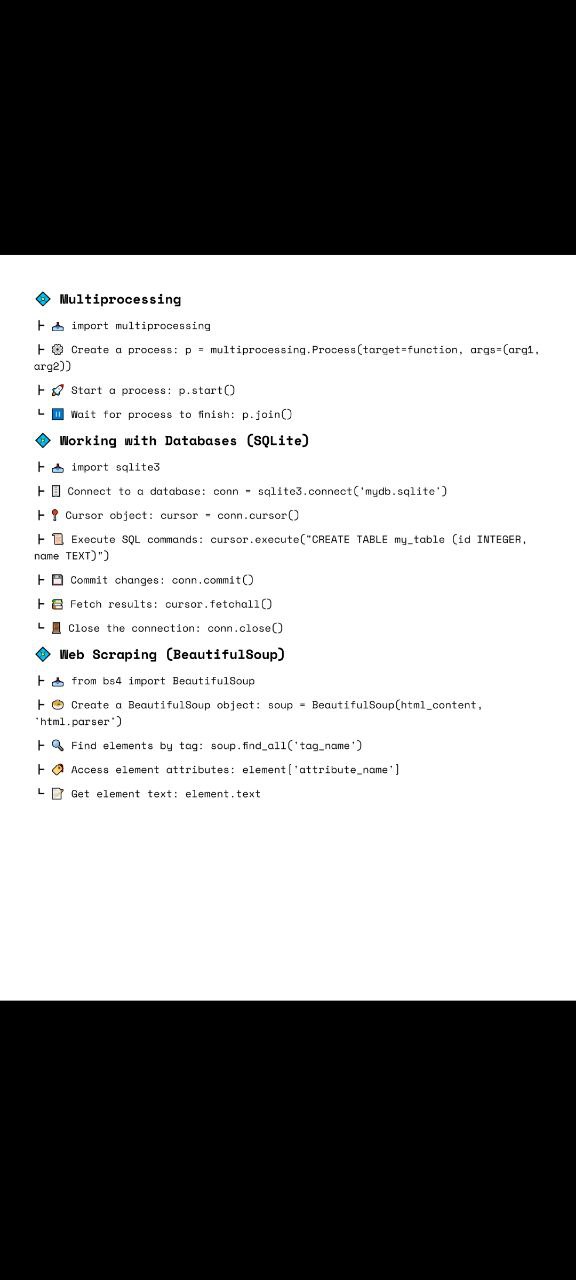 💠 Multiprocessing
┣ 📥 import multiprocessing
┣ 🎡 Create a process: p = multiprocessing.Process(target=function, args=(arg1,
arg2))
┣ 🚀 Start a process: p.start()
┗ ⏸ Wait for process to finish: p.join()
💠 Working with Databases (SQLite)
┣ 📥 import sqlite3
┣ 🗄 Connect to a database: conn = sqlite3.connect('mydb.sqlite')
┣ 📍 Cursor object: cursor = conn.cursor()
┣ 📜 Execute SQL commands: cursor.execute("CREATE TABLE my_table (id INTEGER,
name TEXT)")
┣ 💾 Commit changes: conn.commit()
┣ 📚 Fetch results: cursor.fetchall()
┗ 🚪 Close the connection: conn.close()
💠 Web Scraping (BeautifulSoup)
┣ 📥 from bs4 import BeautifulSoup
┣ 🍲 Create a BeautifulSoup object: soup = BeautifulSoup(html_content,
'html.parser')
┣ 🔍 Find elements by tag: soup.find_all('tag_name')
┣ 🏷 Access element attributes: element['attribute_name']
┗ 📝 Get element text: element.text